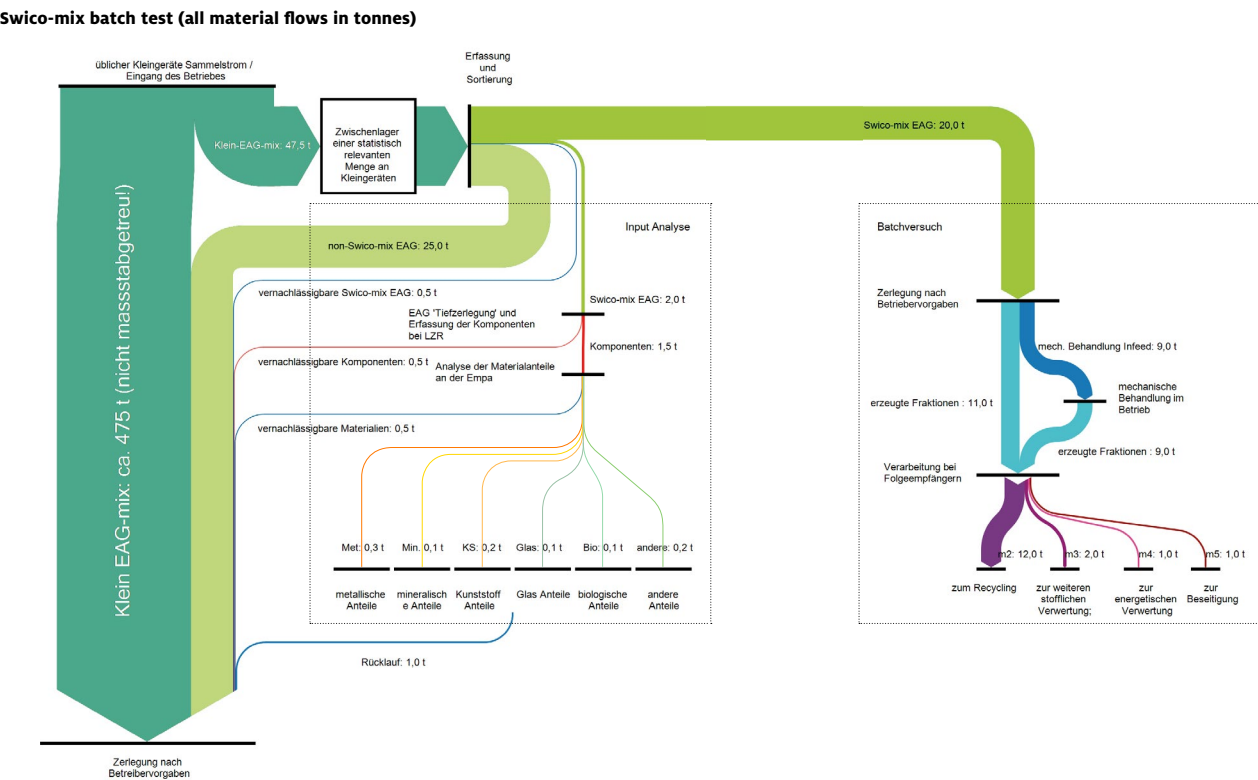 Swico-mix batch test (all material flows in tonnes)
üblicher Kleingeräte Sammelstrom /
Eingang des Betriebes
Erfassung
und
Sortierung
Klein-EAG-mix: 47,5 t
Zwischenlager
einer statistisch
relevanten
Menge an
Kleingeräten
Swico-mix EAG: 20,0 t
Klein EAG-mix: ca. 475 t (nicht massstabgetreu!)
non-Swico-mix EAG: 25,0 t
Input Analyse
vernachlässigbare Swico-mix EAG: 0,5 t
Swico-mix EAG: 2,0 t
EAG 'Tiefzerlegung' und
Erfassung der Komponenten
bei LZR
Komponenten: 1,5 t
vernachlässigbare Komponenten: 0,5 t
Analyse der Materialanteile
an der Empa
vernachlässigbare Materialien: 0,5 t
Met: 0,3 t
Min. 0,1 t
KS: 0,2 t
Glas: 0,1 t
Bio: 0,1 t
andere: 0,2 t
metallische
Anteile
mineralisch
e Anteile
Kunststoff
Anteile
Glas Anteile
biologische
Anteile
andere
Anteile
Rücklauf: 1,0 t
Zerlegung nach
Betreibervorgaben
Batchversuch
Zerlegung nach
Betriebervorgaben
mech. Behandlung Infeed: 9,0 t
mechanische
Behandlung im
Betrieb
erzeugte Fraktionen : 11,0 t
erzeugte Fraktionen : 9,0 t
Verarbeitung bei
Folgeempfängern
m2: 12,0 t
m3: 2,0 t
m4: 1,0 t
m5: 1,0 t
zum Recycling
zur weiteren
stofflichen
Verwertung;
zur
energetischen
Verwertung
zur
Beseitigung